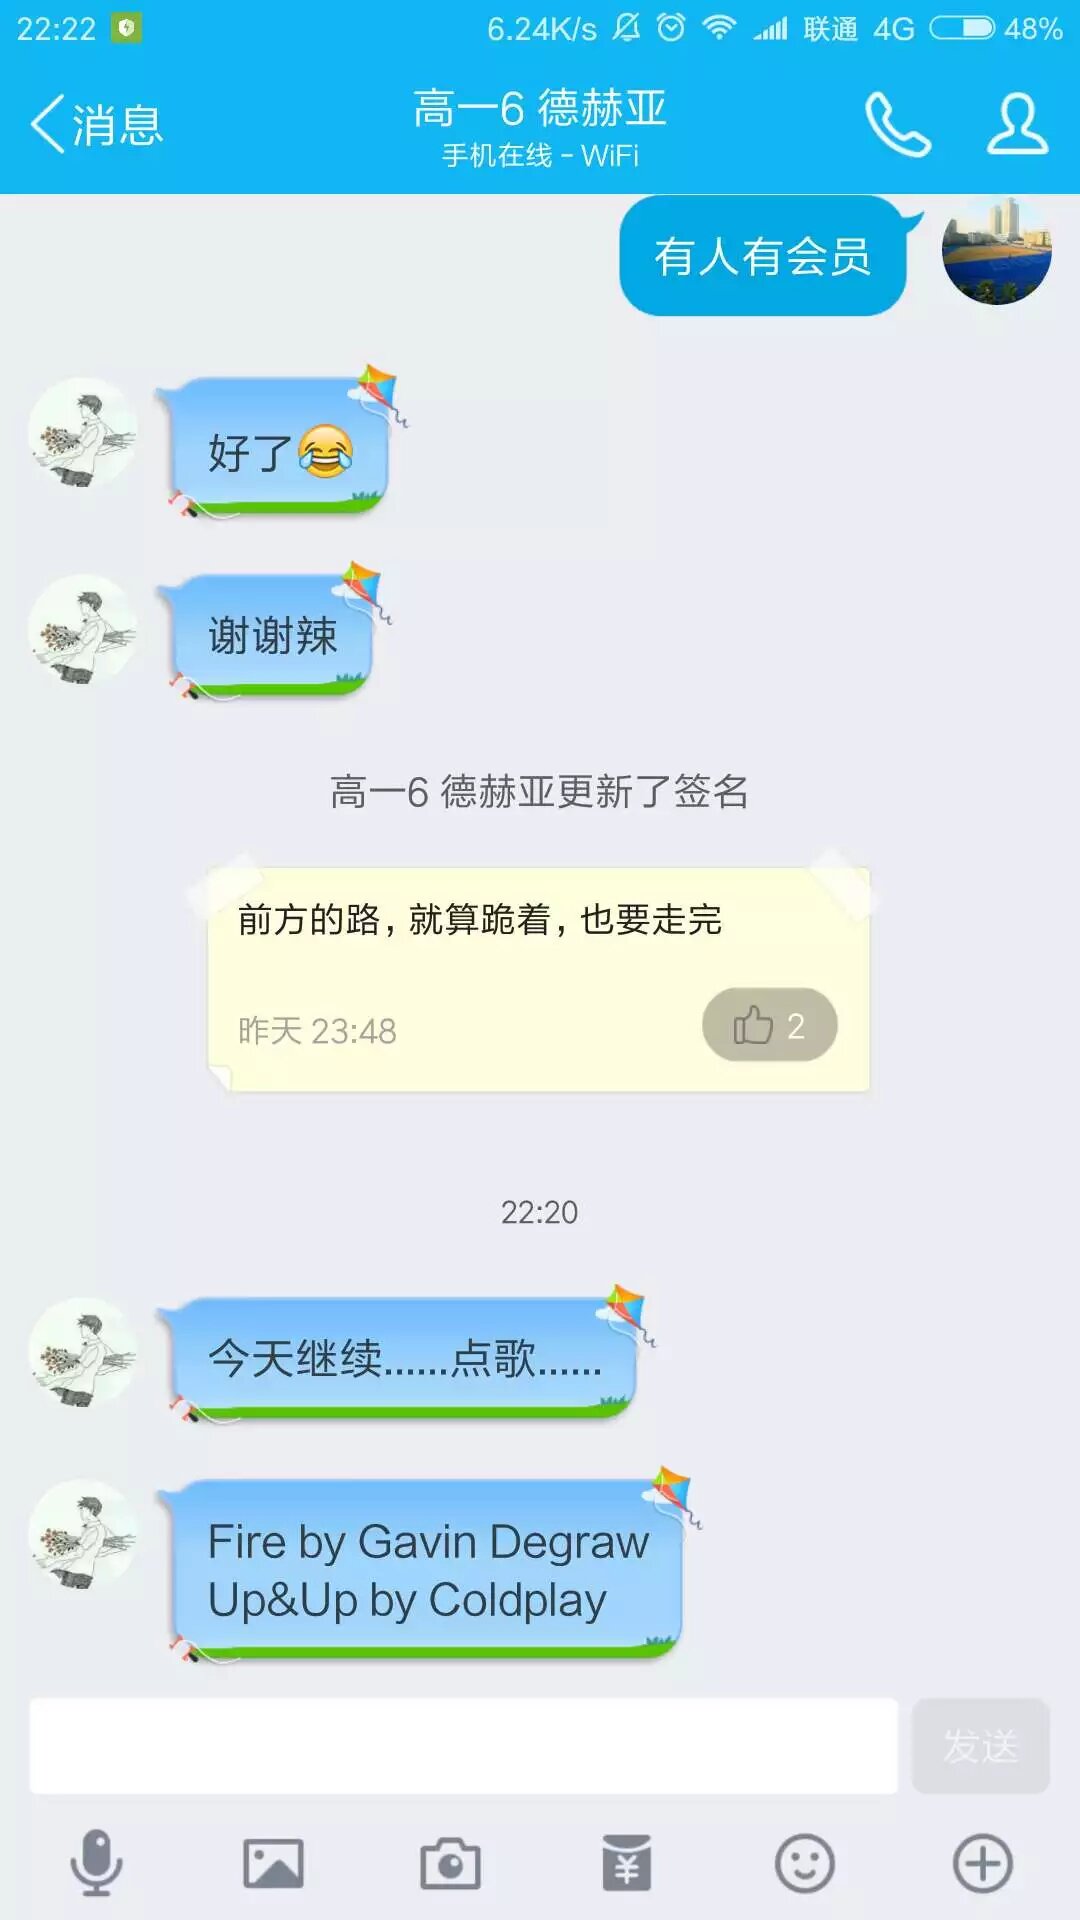 22:22 6.24K/s 联通 4G 48%
消息
高一6 德赫亚
手机在线 - WiFi
有人有会员
好了😂
谢谢辣
高一6 德赫亚更新了签名
前方的路，就算跪着，也要走完
昨天 23:48
2
22:20
今天继续......点歌......
Fire by Gavin Degraw
Up&Up by Coldplay
发送